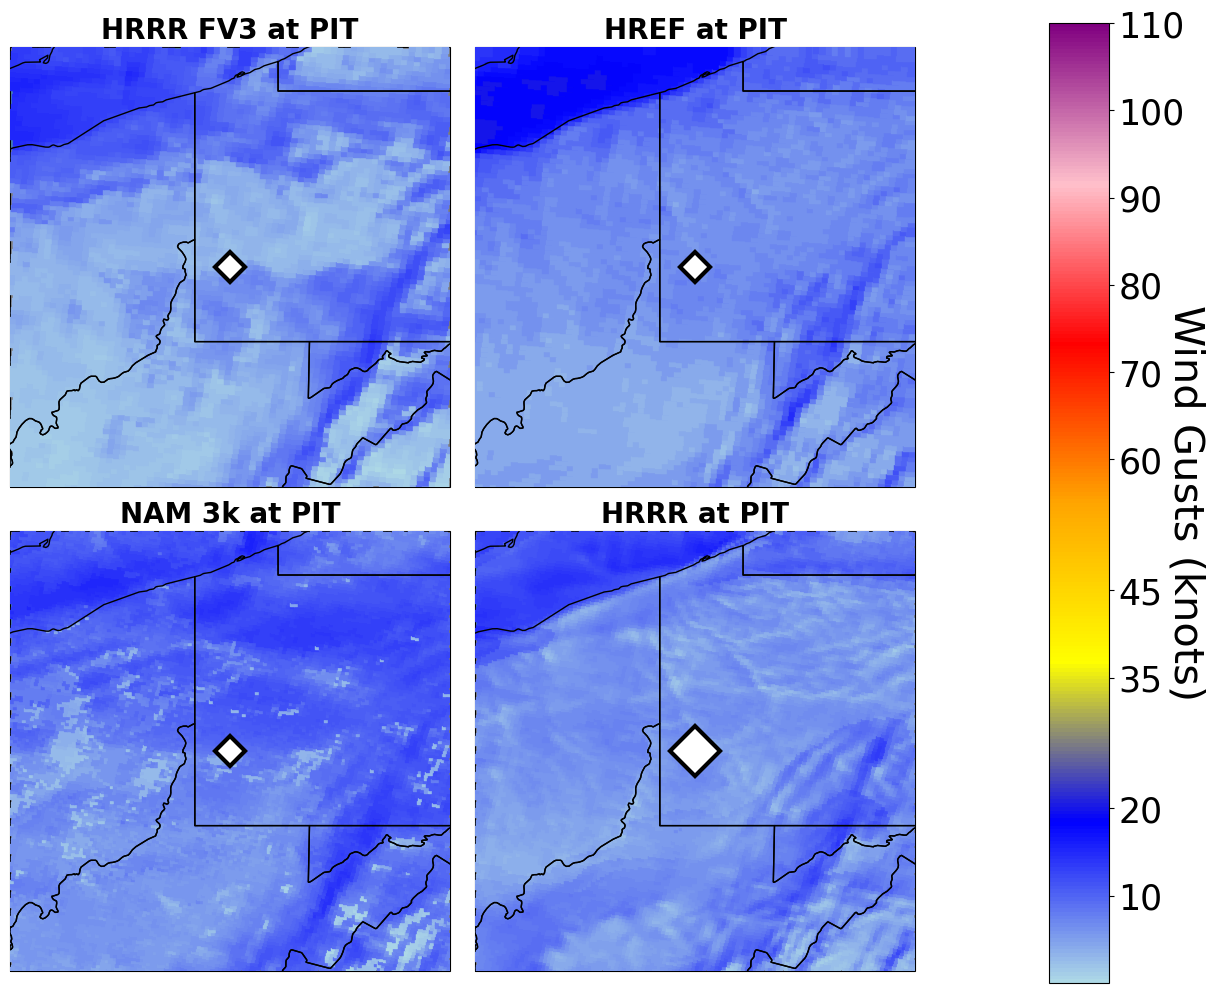 HRRR FV3 at PIT
HREF at PIT
NAM 3k at PIT
HRRR at PIT
110
100
90
80
70
60
45
35
20
10
Wind Gusts (knots)